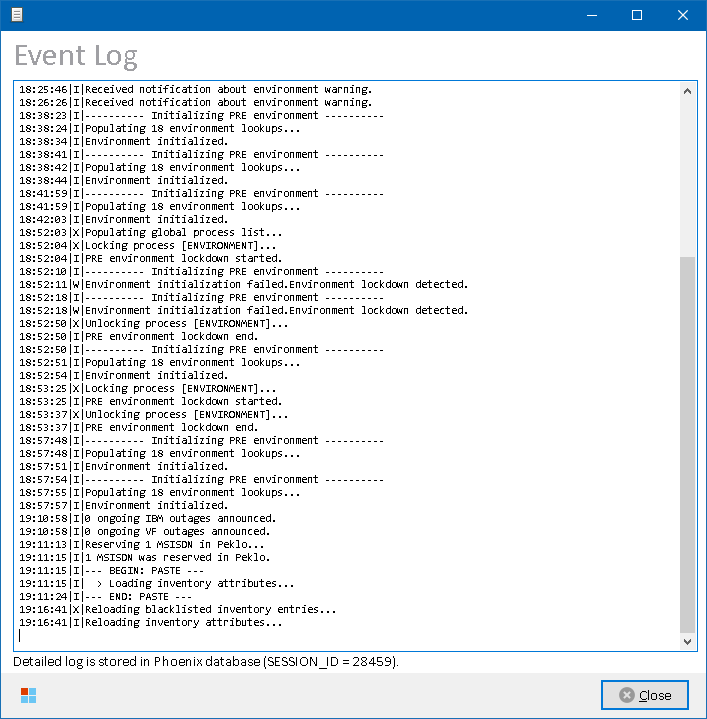 Event Log
18:25:46|I|Received notification about environment warning.
18:26:26|I|Received notification about environment warning.
18:38:23|I|---------- Initializing PRE environment ----------
18:38:24|I|Populating 18 environment lookups...
18:38:34|I|Environment initialized.
18:38:41|I|---------- Initializing PRE environment ----------
18:38:42|I|Populating 18 environment lookups...
18:38:44|I|Environment initialized.
18:41:59|I|---------- Initializing PRE environment ----------
18:41:59|I|Populating 18 environment lookups...
18:42:03|I|Environment initialized.
18:52:03|X|Populating global process list...
18:52:04|X|Locking process [ENVIRONMENT]...
18:52:04|I|PRE environment lockdown started.
18:52:10|I|---------- Initializing PRE environment ----------
18:52:11|W|Environment initialization failed.Environment lockdown detected.
18:52:18|I|---------- Initializing PRE environment ----------
18:52:18|W|Environment initialization failed.Environment lockdown detected.
18:52:50|X|Unlocking process [ENVIRONMENT]...
18:52:50|I|PRE environment lockdown end.
18:52:50|I|---------- Initializing PRE environment ----------
18:52:51|I|Populating 18 environment lookups...
18:52:54|I|Environment initialized.
18:53:25|X|Locking process [ENVIRONMENT]...
18:53:25|I|PRE environment lockdown started.
18:53:37|X|Unlocking process [ENVIRONMENT]...
18:53:37|I|PRE environment lockdown end.
18:57:48|I|---------- Initializing PRE environment ----------
18:57:48|I|Populating 18 environment lookups...
18:57:51|I|Environment initialized.
18:57:54|I|---------- Initializing PRE environment ----------
18:57:55|I|Populating 18 environment lookups...
18:57:57|I|Environment initialized.
19:10:58|I|0 ongoing IBM outages announced.
19:10:58|I|0 ongoing VF outages announced.
19:11:13|I|Reserving 1 MSISDN in Peklo...
19:11:15|I|1 MSISDN was reserved in Peklo.
19:11:15|I|--- BEGIN: PASTE ---
19:11:15|I|  > Loading inventory attributes...
19:11:24|I|--- END: PASTE ---
19:16:41|X|Reloading blacklisted inventory entries...
19:16:41|I|Reloading inventory attributes...
Detailed log is stored in Phoenix database (SESSION_ID = 28459).
Close